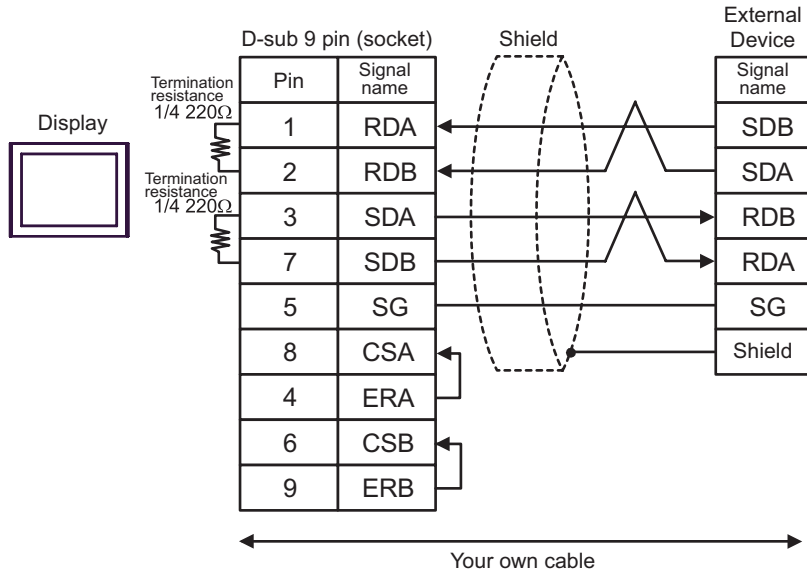 External
Device
D-sub 9 pin (socket)
Shield
Pin
Signal
name
Signal
name
Termination
resistance
1/4 220Ω
Display
1
RDA
SDB
2
RDB
SDA
Termination
resistance
1/4 220Ω
3
SDA
RDB
7
SDB
RDA
5
SG
SG
8
CSA
Shield
4
ERA
6
CSB
9
ERB
Your own cable